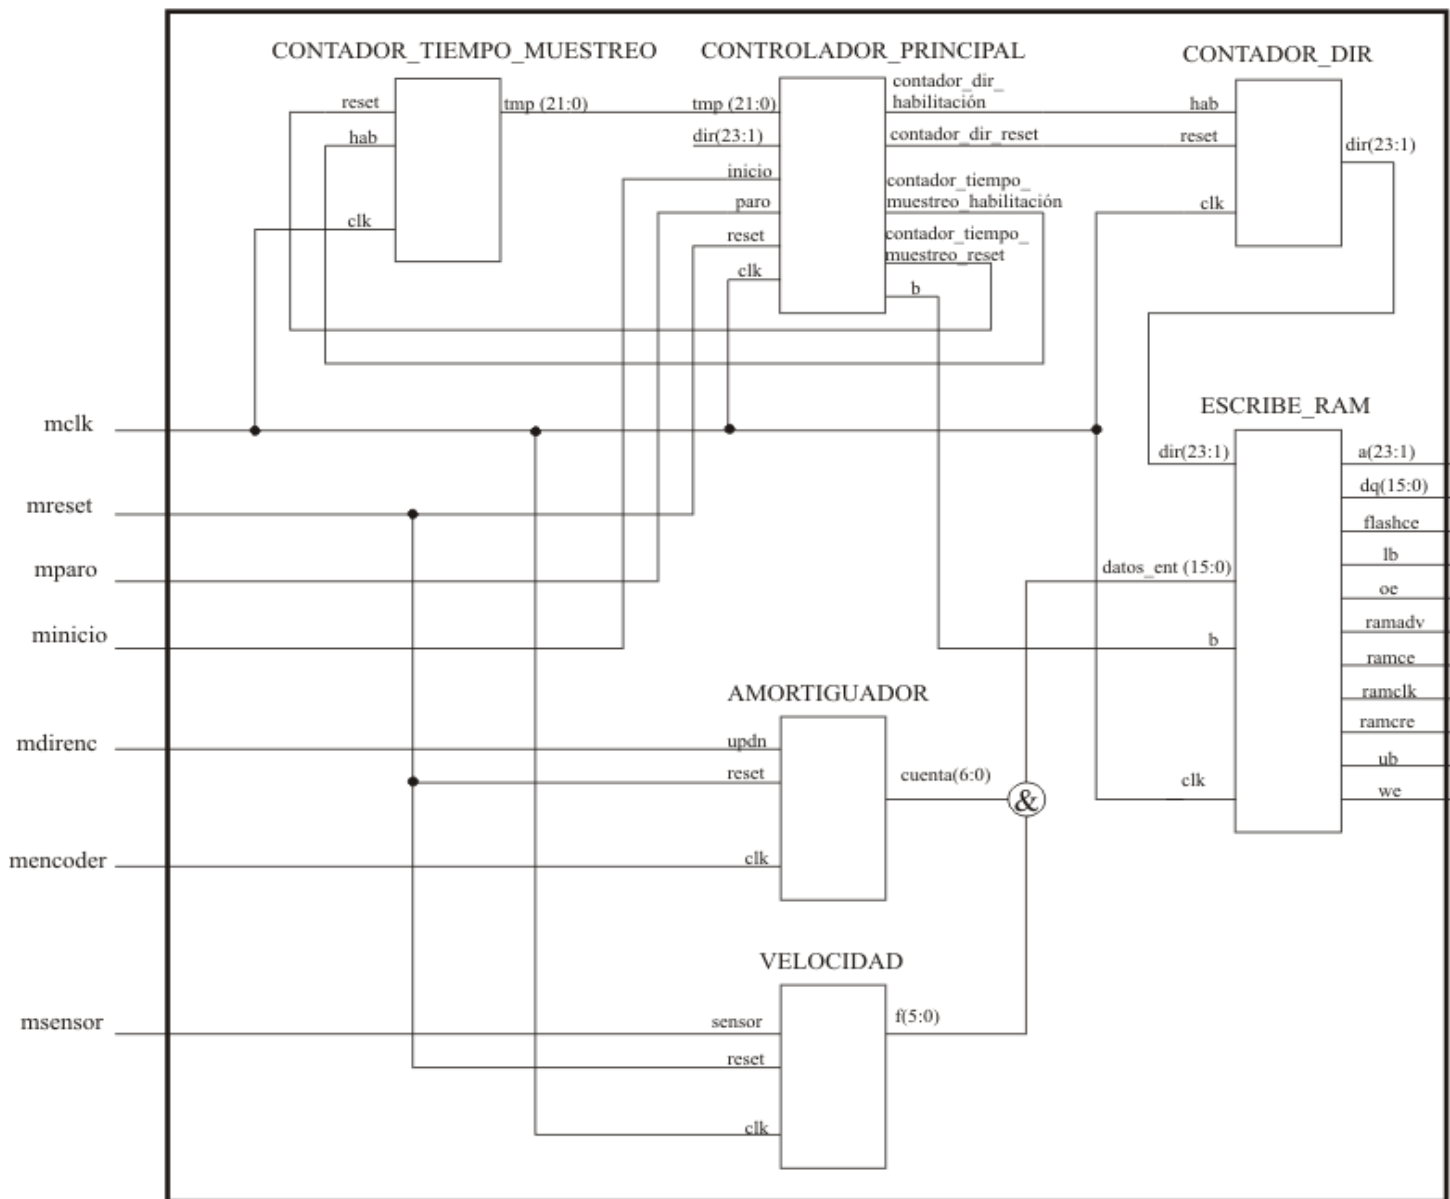 CONTADOR_TIEMPO_MUESTREO
reset
hab
clk
tmp (21:0)
CONTROLADOR_PRINCIPAL
tmp (21:0)
dir(23:1)
inicio
paro
reset
clk
contador_dir_
habilitación
contador_dir_reset
contador_tiempo_
muestreo_habilitación
contador_tiempo_
muestreo_reset
b
CONTADOR_DIR
hab
reset
clk
dir(23:1)
mclk
mreset
mparo
minicio
mdirenc
mencoder
msensor
ESCRIBE_RAM
dir(23:1)
datos_ent (15:0)
b
clk
a(23:1)
dq(15:0)
flashce
lb
oe
ramadv
ramce
ramclk
ramcre
ub
we
AMORTIGUADOR
updn
reset
clk
cuenta(6:0)
&
VELOCIDAD
sensor
reset
clk
f(5:0)